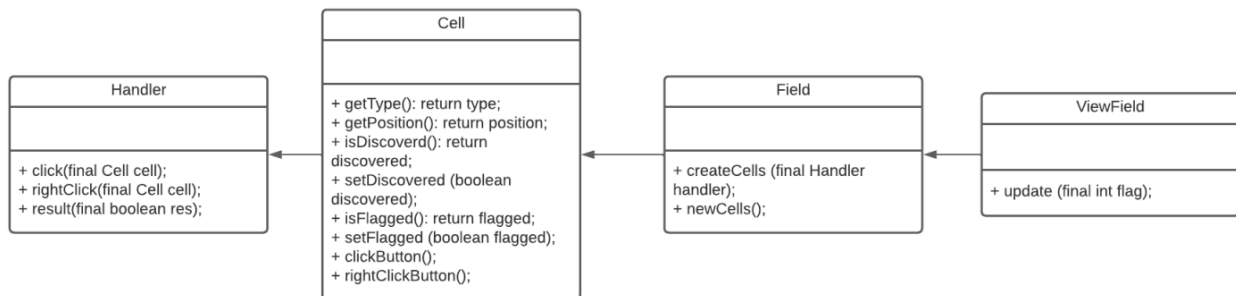 Handler
+ click(final Cell cell);
+ rightClick(final Cell cell);
+ result(final boolean res);
Cell
+ getType(): return type;
+ getPosition(): return position;
+ isDiscoverd(): return
discovered;
+ setDiscovered (boolean
discovered);
+ isFlagged(): return flagged;
+ setFlagged (boolean flagged);
+ clickButton();
+ rightClickButton();
Field
+ createCells (final Handler
handler);
+ newCells();
ViewField
+ update (final int flag);